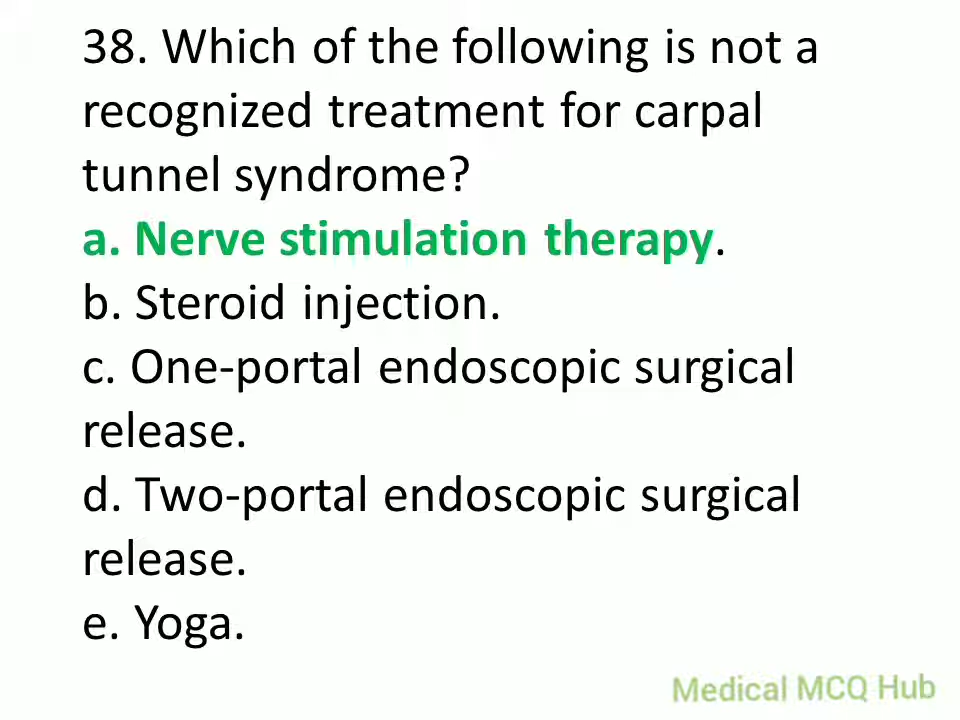 38. Which of the following is not a
recognized treatment for carpal
tunnel syndrome?
a. Nerve stimulation therapy.
b. Steroid injection.
c. One-portal endoscopic surgical
release.
d. Two-portal endoscopic surgical
release.
e. Yoga.
Medical MCQ Hub